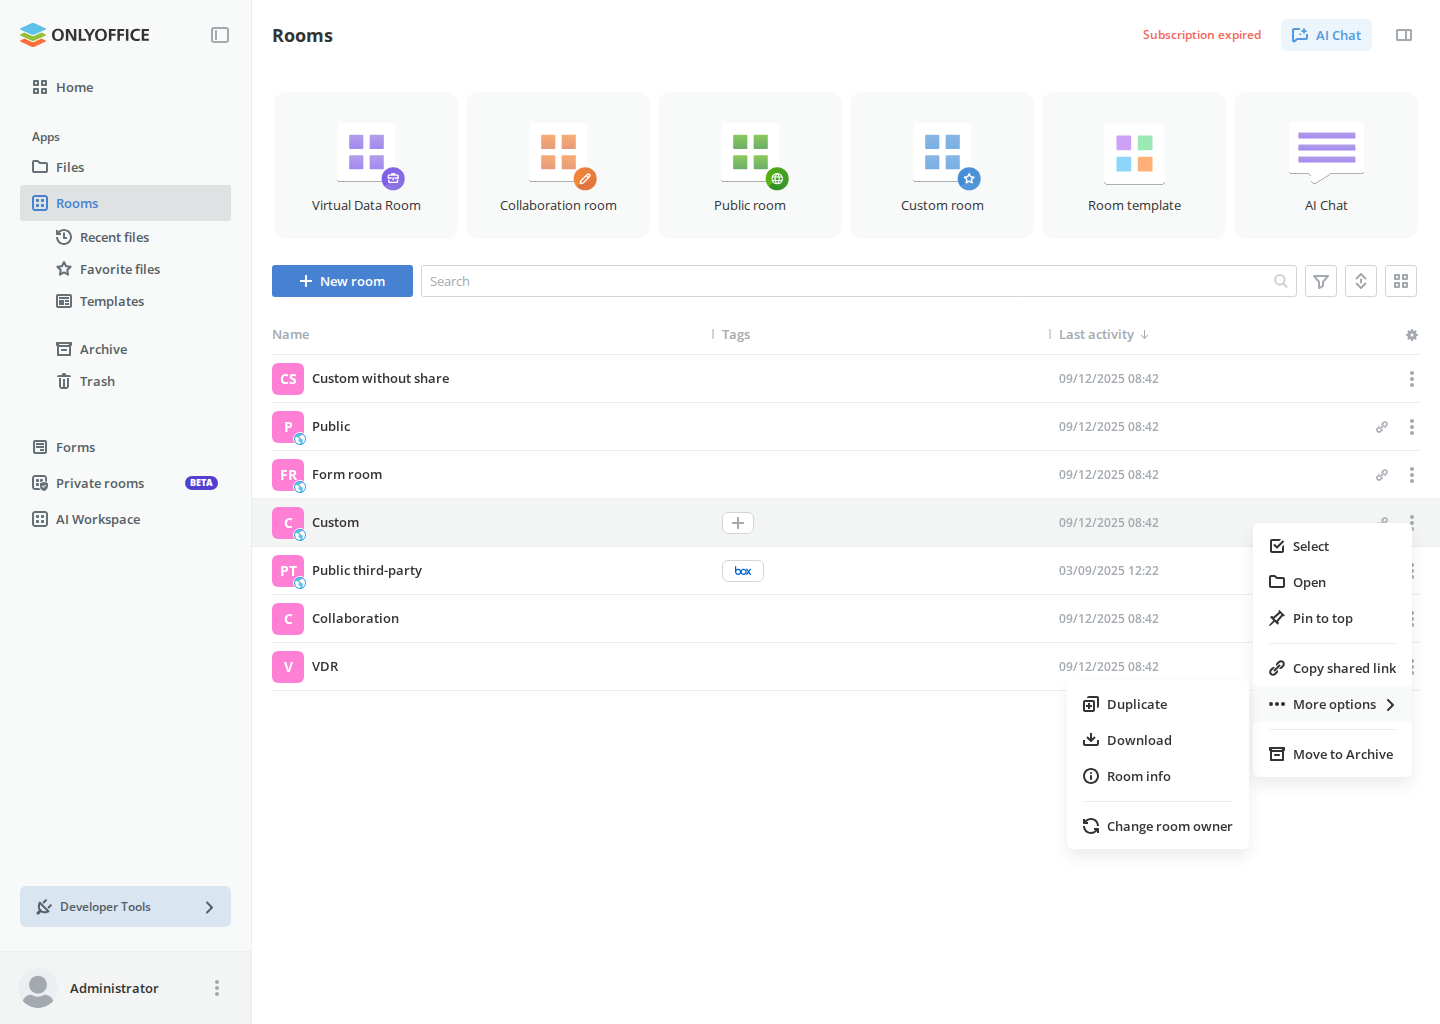 ONLYOFFICE
Home
Apps
Files
Rooms
Recent files
Favorite files
Templates
Archive
Trash
Forms
Private rooms BETA
AI Workspace
Developer Tools
Administrator
Rooms
Subscription expired
AI Chat
Virtual Data Room
Collaboration room
Public room
Custom room
Room template
AI Chat
New room
Search
Name Tags Last activity
CS Custom without share 09/12/2025 08:42
P Public 09/12/2025 08:42
FR Form room 09/12/2025 08:42
C Custom 09/12/2025 08:42
PT Public third-party box 03/09/2025 12:22
C Collaboration 09/12/2025 08:42
V VDR 09/12/2025 08:42
Select
Open
Pin to top
Copy shared link
More options
Move to Archive
Duplicate
Download
Room info
Change room owner